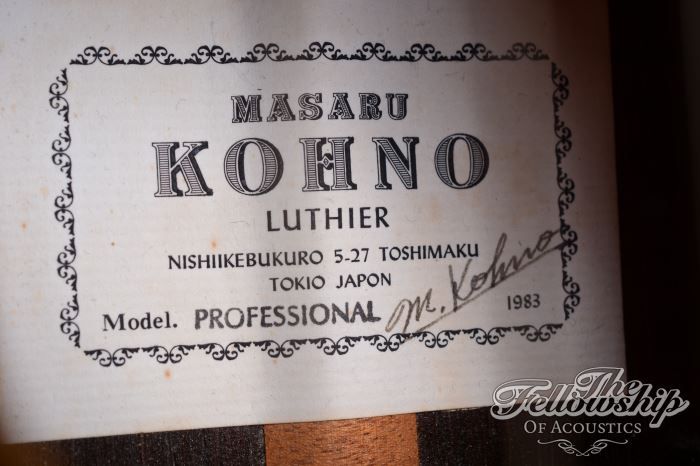 MASARU
KOHNO
LUTHIER
NISHIIKEBUKURO 5-27 TOSHIMAKU
TOKIO JAPON
Model. PROFESSIONAL M. Kohno 1983
The
Fellowship
OF ACOUSTICS